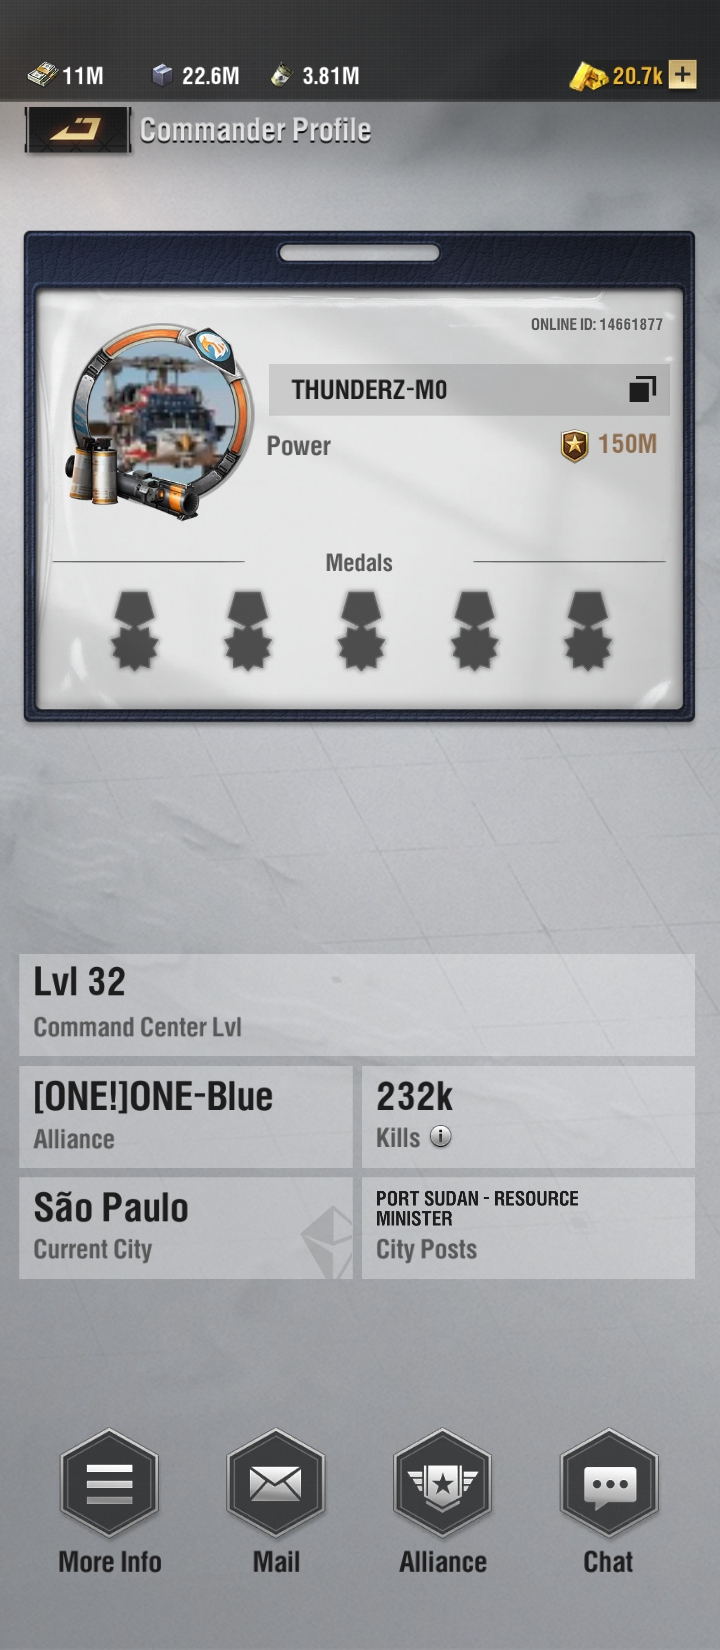 11M 22.6M 3.81M 20.7k
Commander Profile
ONLINE ID: 14661877
THUNDERZ-M0
Power 150M
Medals
Lvl 32
Command Center Lvl
[ONE!]ONE-Blue
Alliance
232k
Kills
São Paulo
Current City
PORT SUDAN - RESOURCE
MINISTER
City Posts
More Info Mail Alliance Chat